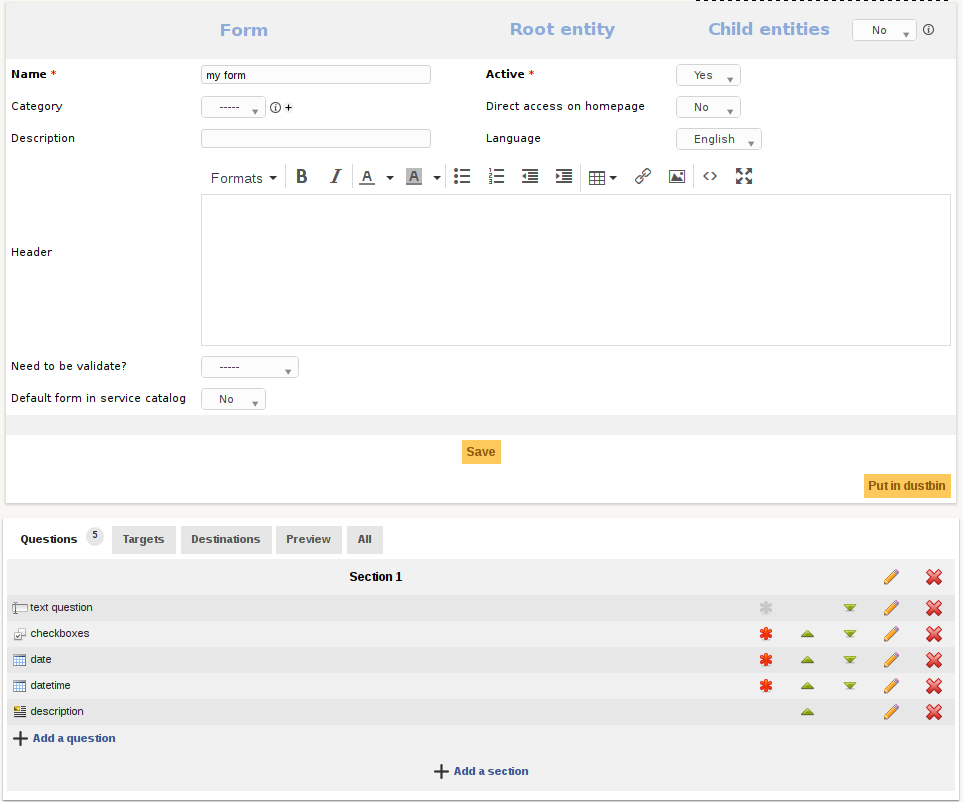 Form Root entity Child entities No
Name * my form Active * Yes
Category ----- Direct access on homepage No
Description Language English
Formats B I A A
Header
Need to be validate? -----
Default form in service catalog No
Save
Put in dustbin
Questions 5 Targets Destinations Preview All
Section 1
text question
checkboxes
date
datetime
description
Add a question
Add a section